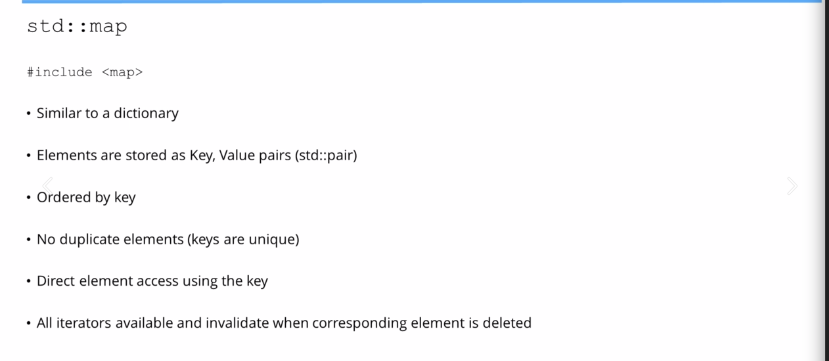 std::map
#include <map>
• Similar to a dictionary
• Elements are stored as Key, Value pairs (std::pair)
• Ordered by key
• No duplicate elements (keys are unique)
• Direct element access using the key
• All iterators available and invalidate when corresponding element is deleted